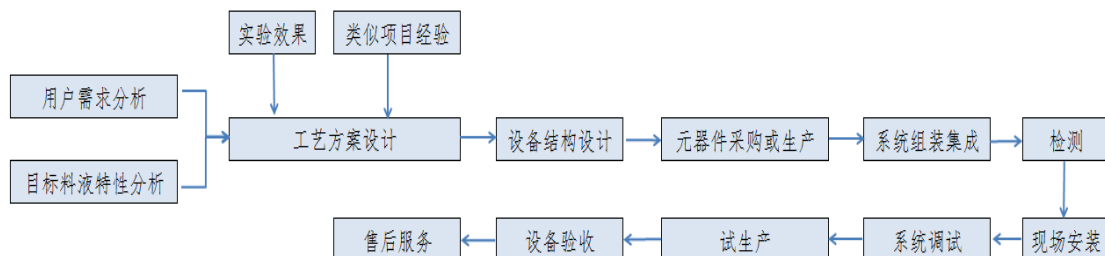 实验效果
类似项目经验
用户需求分析
目标料液特性分析
工艺方案设计
设备结构设计
元器件采购或生产
系统组装集成
检测
现场安装
系统调试
试生产
设备验收
售后服务